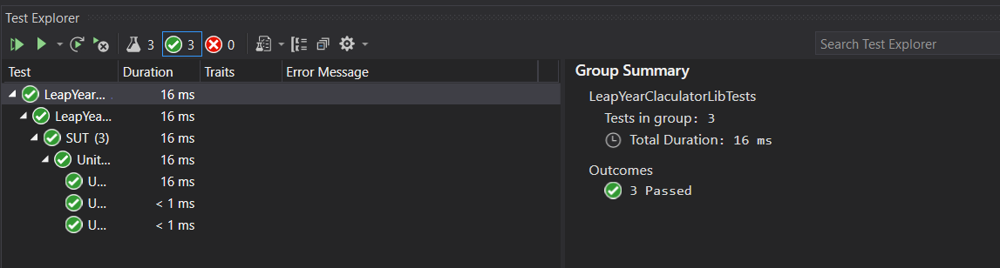 Test Explorer
3 3 0
Search Test Explorer
Test Duration Traits Error Message
LeapYear... 16 ms
LeapYea... 16 ms
SUT (3) 16 ms
Unit... 16 ms
U... 16 ms
U... < 1 ms
U... < 1 ms
Group Summary
LeapYearClaculatorLibTests
Tests in group: 3
Total Duration: 16 ms
Outcomes
3 Passed